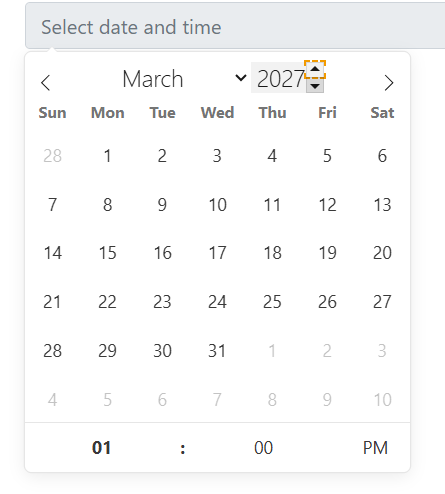 Select date and time
March 2027
Sun Mon Tue Wed Thu Fri Sat
28 1 2 3 4 5 6
7 8 9 10 11 12 13
14 15 16 17 18 19 20
21 22 23 24 25 26 27
28 29 30 31 1 2 3
4 5 6 7 8 9 10
01 : 00 PM